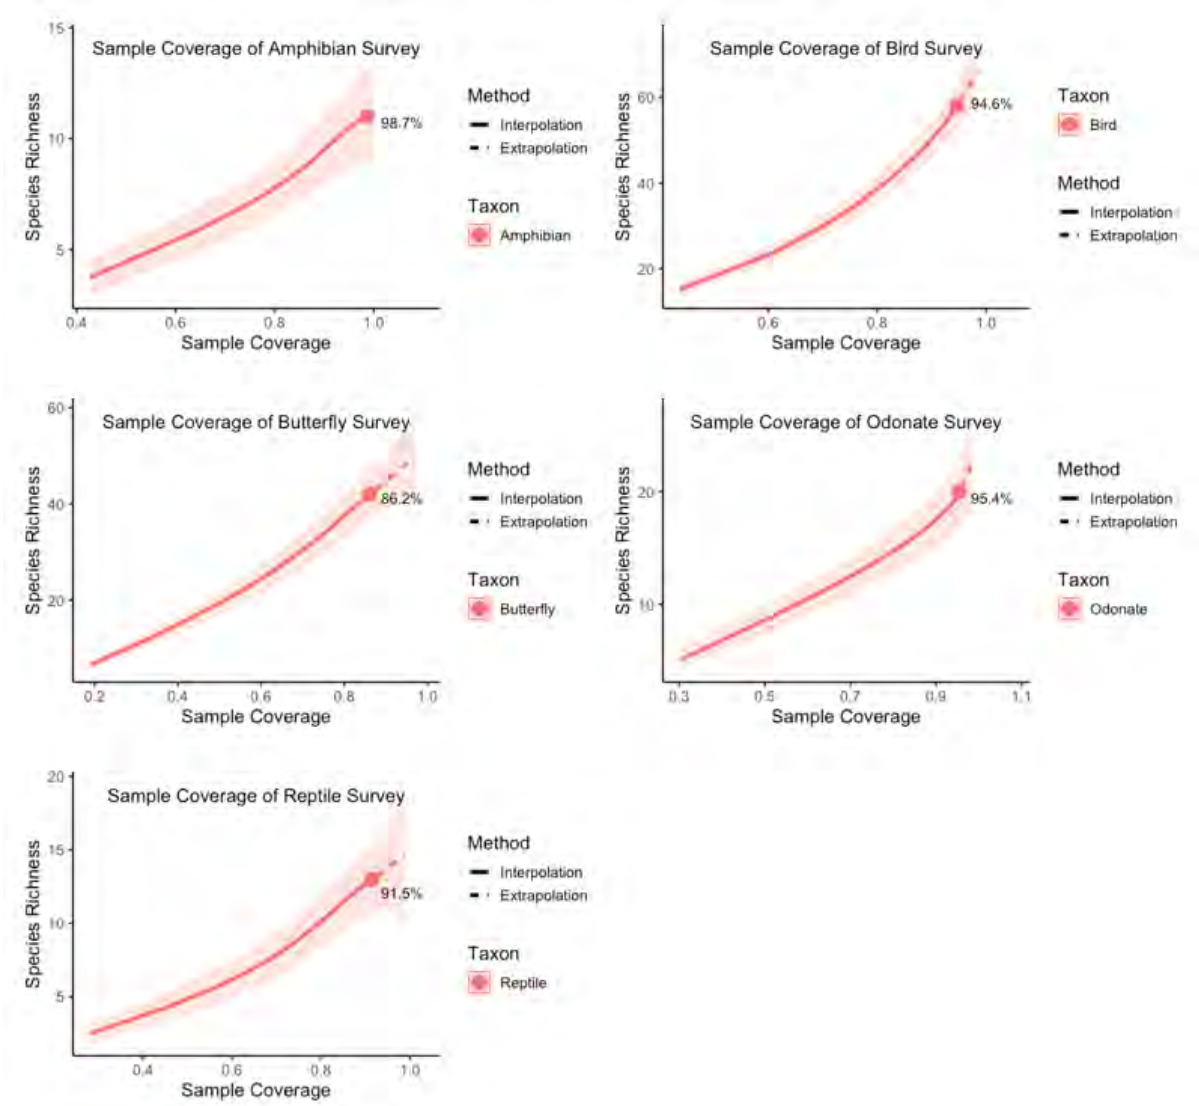 Sample Coverage of Amphibian Survey
15
10
5
Species Richness
98.7%
0.4 0.6 0.8 1.0
Sample Coverage
Method
Interpolation
Extrapolation
Taxon
Amphibian
Sample Coverage of Bird Survey
60
40
20
Species Richness
94.6%
0.6 0.8 1.0
Sample Coverage
Taxon
Bird
Method
Interpolation
Extrapolation
Sample Coverage of Butterfly Survey
60
40
20
Species Richness
86.2%
0.2 0.4 0.6 0.8 1.0
Sample Coverage
Method
Interpolation
Extrapolation
Taxon
Butterfly
Sample Coverage of Odonate Survey
20
10
Species Richness
95.4%
0.3 0.5 0.7 0.9 1.1
Sample Coverage
Method
Interpolation
Extrapolation
Taxon
Odonate
Sample Coverage of Reptile Survey
20
15
10
5
Species Richness
91.5%
0.4 0.6 0.8 1.0
Sample Coverage
Method
Interpolation
Extrapolation
Taxon
Reptile